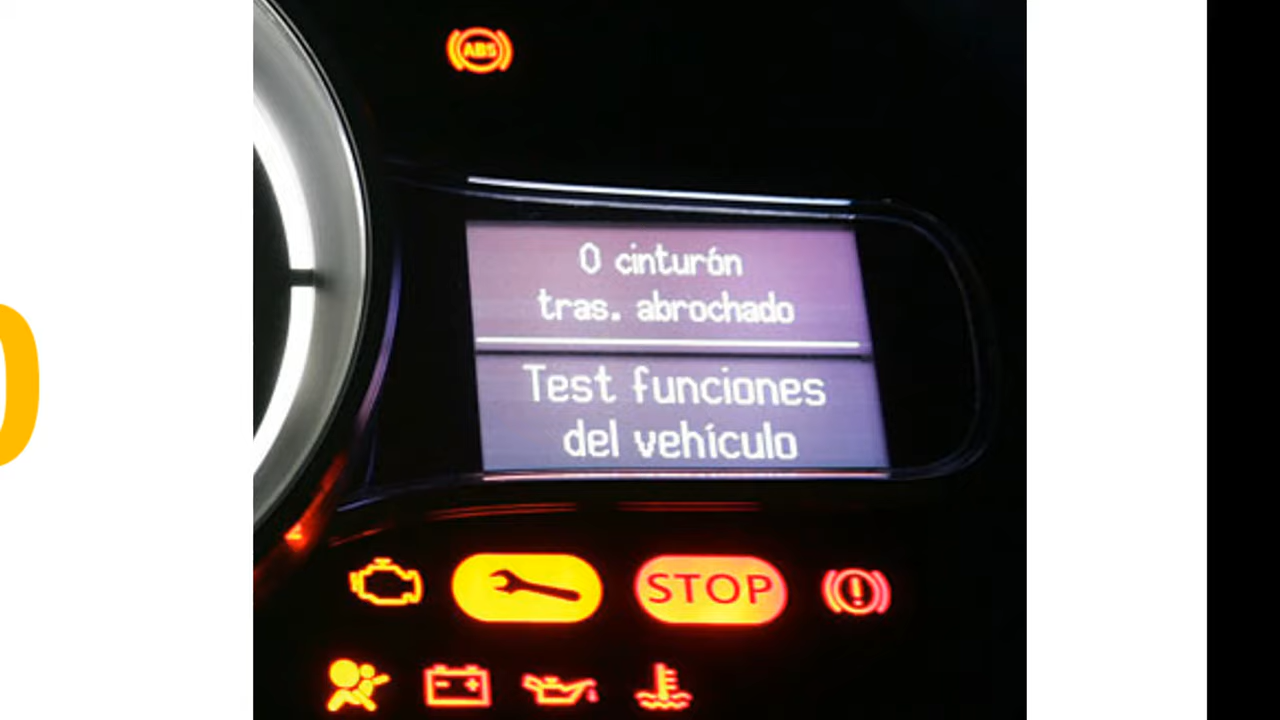 ABS
0 cinturón
tras. abrochado
Test funciones
del vehículo
STOP